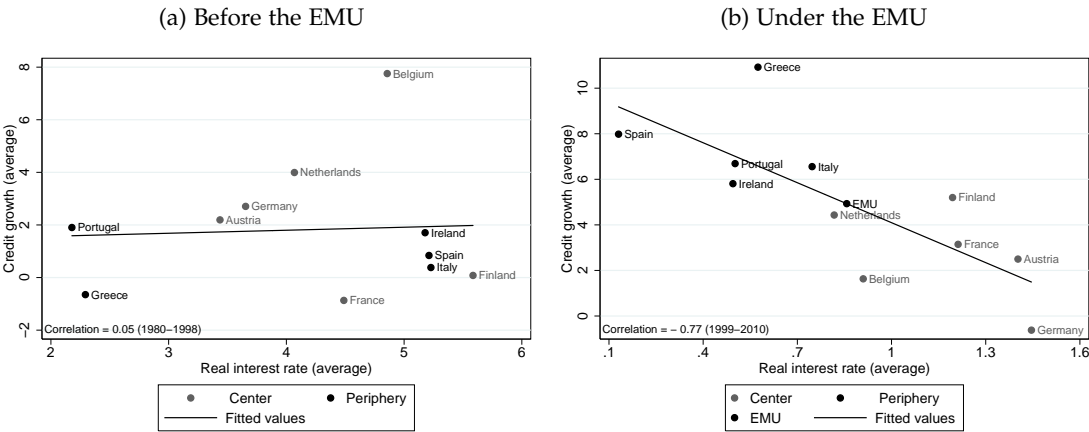 (a) Before the EMU
Credit growth (average)
8
6
4
2
0
−2
Belgium
Netherlands
Germany
Austria
Portugal
Ireland
Spain
Italy
Finland
Greece
France
Correlation = 0.05 (1980−1998)
2 3 4 5 6
Real interest rate (average)
Center Periphery
Fitted values
(b) Under the EMU
Credit growth (average)
10
8
6
4
2
0
Greece
Spain
Portugal
Italy
Ireland
Finland
EMU
Netherlands
France
Austria
Belgium
Germany
Correlation = − 0.77 (1999−2010)
.1 .4 .7 1 1.3 1.6
Real interest rate (average)
Center Periphery
EMU Fitted values